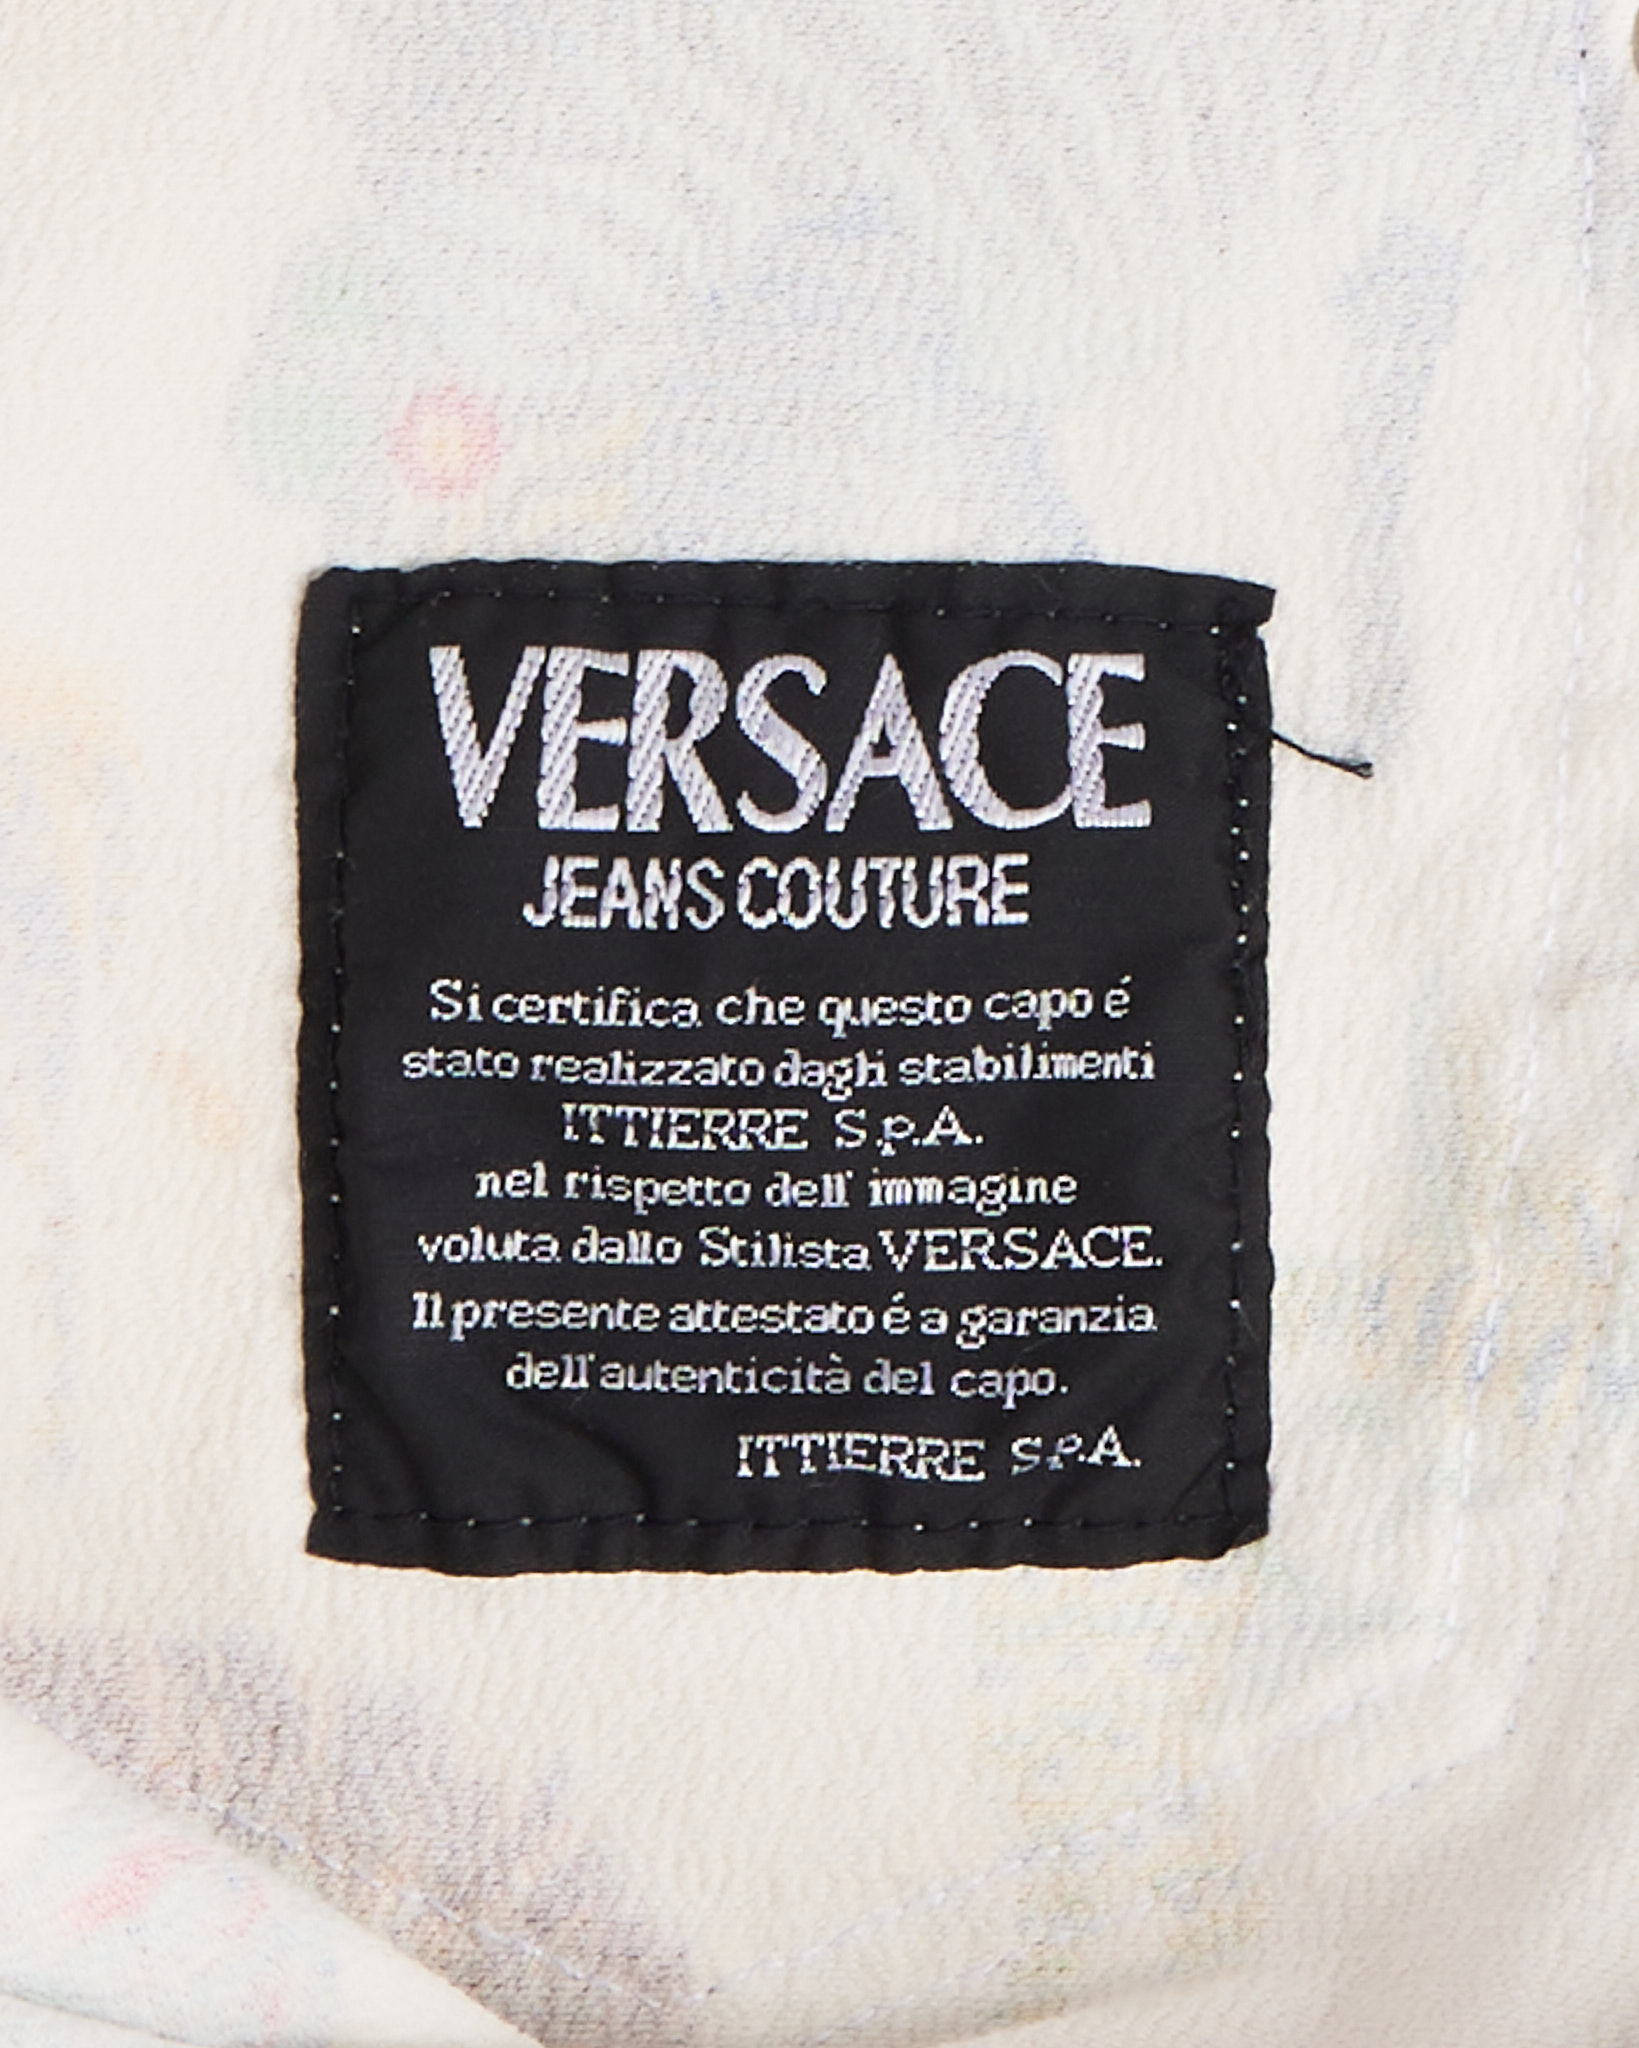 VERSACE
JEANS COUTURE
Si certifica che questo capo é
stato realizzato dagli stabilimenti
ITTIERRE S.p.A.
nel rispetto dell' immagine
voluta dallo Stilista VERSACE.
Il presente attestato é a garanzia
dell'autenticità del capo.
ITTIERRE S.P.A.